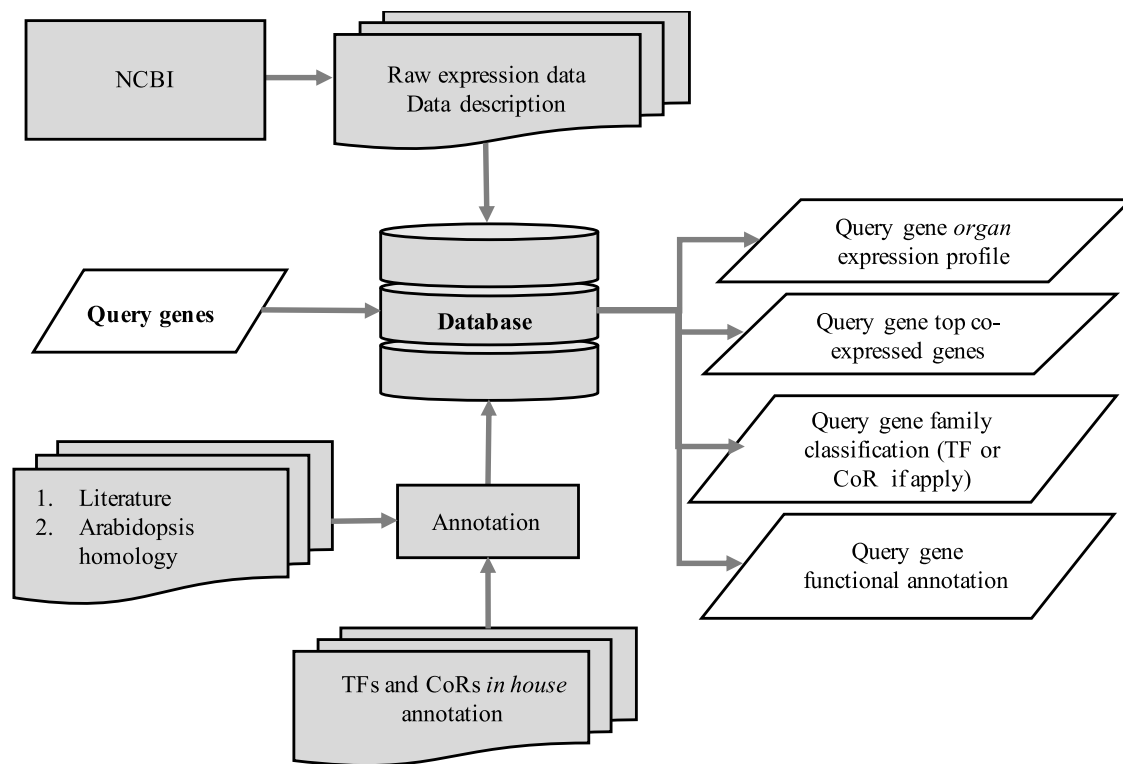 NCBI
Raw expression data
Data description
Query gene organ
expression profile
Query genes
Database
Query gene top co-
expressed genes
Query gene family
classification (TF or
CoR if apply)
1. Literature
2. Arabidopsis
homology
Annotation
Query gene
functional annotation
TFs and CoRs in house
annotation